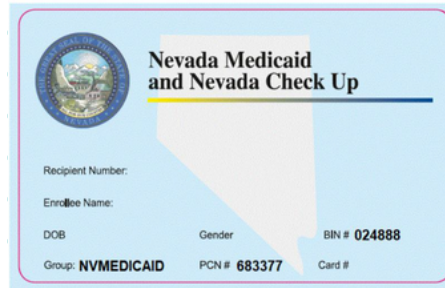 Nevada Medicaid
and Nevada Check Up
Recipient Number:
Enrollee Name:
DOB Gender BIN # 024888
Group: NVMEDICAID PCN # 683377 Card #